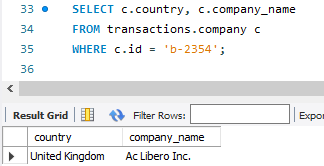 33 SELECT c.country, c.company_name
34 FROM transactions.company c
35 WHERE c.id = 'b-2354';
36
Result Grid Filter Rows:
country company_name
United Kingdom Ac Libero Inc.